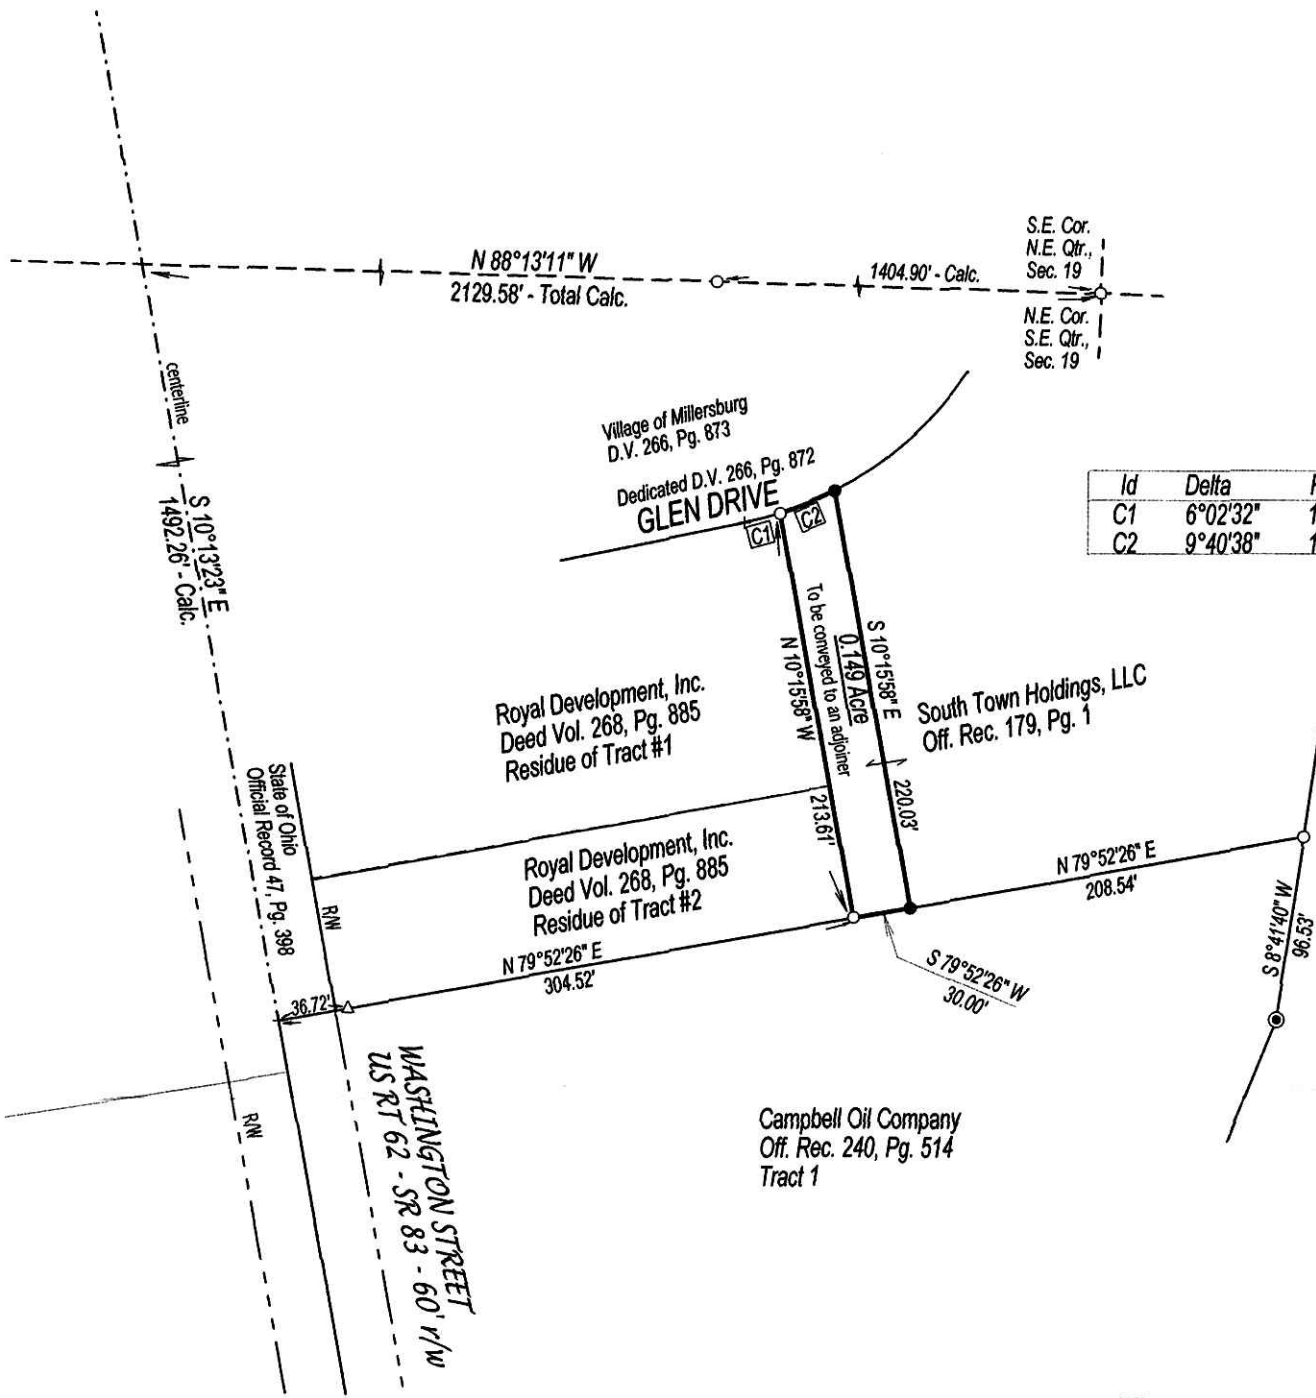 S.E. Cor.
N.E. Qtr.,
Sec. 19
N 88°13'11" W
2129.58' - Total Calc.
1404.90' - Calc.
N.E. Cor.
S.E. Qtr.,
Sec. 19
centerline
S 10°13'23" E
1492.26' - Calc.
Village of Millersburg
D.V. 266, Pg. 873
Dedicated D.V. 266, Pg. 872
GLEN DRIVE
C1
C2
Id Delta
C1 6°02'32"
C2 9°40'38"
To be conveyed to an adjoiner
0.149 Acre
N 10°15'58" W
213.61'
S 10°15'58" E
220.03'
Royal Development, Inc.
Deed Vol. 268, Pg. 885
Residue of Tract #1
South Town Holdings, LLC
Off. Rec. 179, Pg. 1
State of Ohio
Official Record 47, Pg. 398
R/W
Royal Development, Inc.
Deed Vol. 268, Pg. 885
Residue of Tract #2
N 79°52'26" E
304.52'
N 79°52'26" E
208.54'
S 8°41'40" W
96.53'
S 79°52'26" W
30.00'
36.72'
R/W
WASHINGTON STREET
US RT 62 - SR 83 - 60' r/w
Campbell Oil Company
Off. Rec. 240, Pg. 514
Tract 1